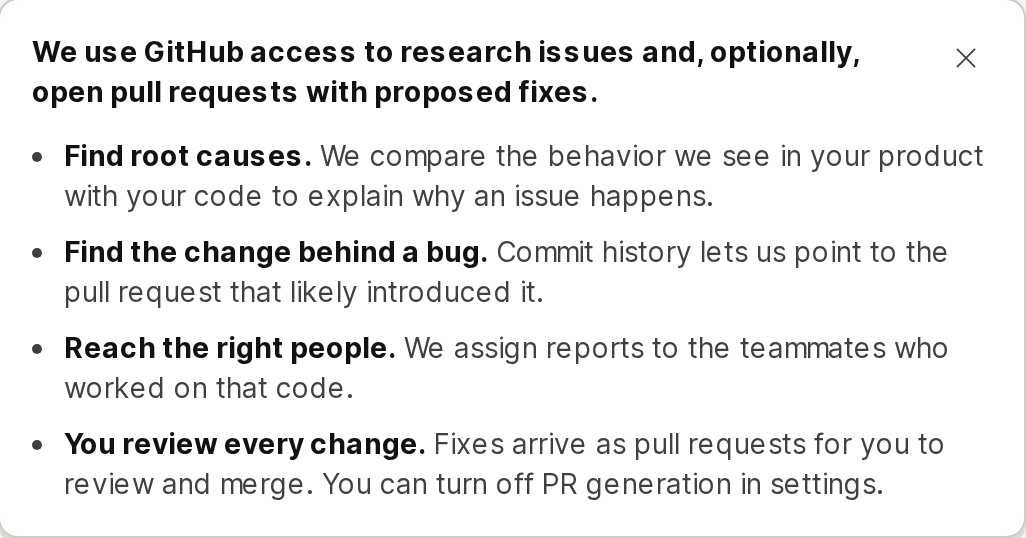 We use GitHub access to research issues and, optionally,
open pull requests with proposed fixes.
• Find root causes. We compare the behavior we see in your product
with your code to explain why an issue happens.
• Find the change behind a bug. Commit history lets us point to the
pull request that likely introduced it.
• Reach the right people. We assign reports to the teammates who
worked on that code.
• You review every change. Fixes arrive as pull requests for you to
review and merge. You can turn off PR generation in settings.